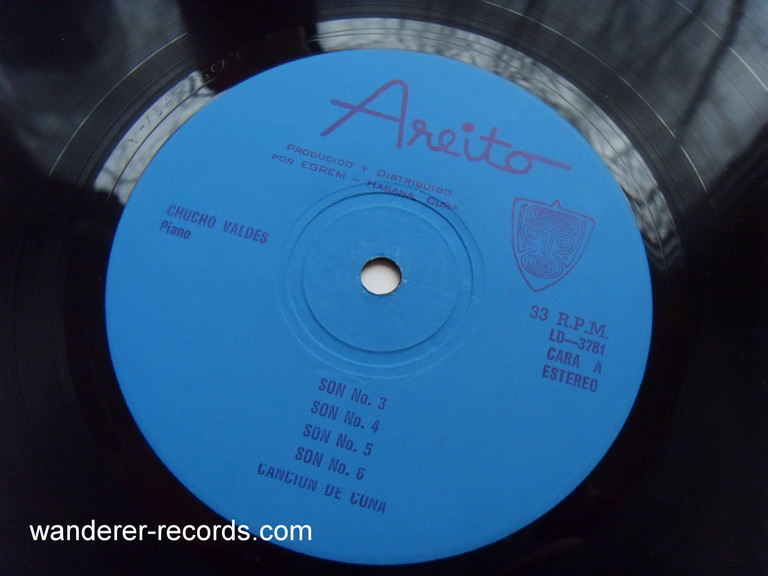 Areito
PRODUCIDO Y DISTRIBUIDO
POR EGREM - HABANA, CUBA
CHUCHO VALDES
Piano
33 R.P.M.
LD—3781
CARA A
ESTEREO
SON No. 3
SON No. 4
SON No. 5
SON No. 6
CANCION DE CUNA
wanderer-records.com